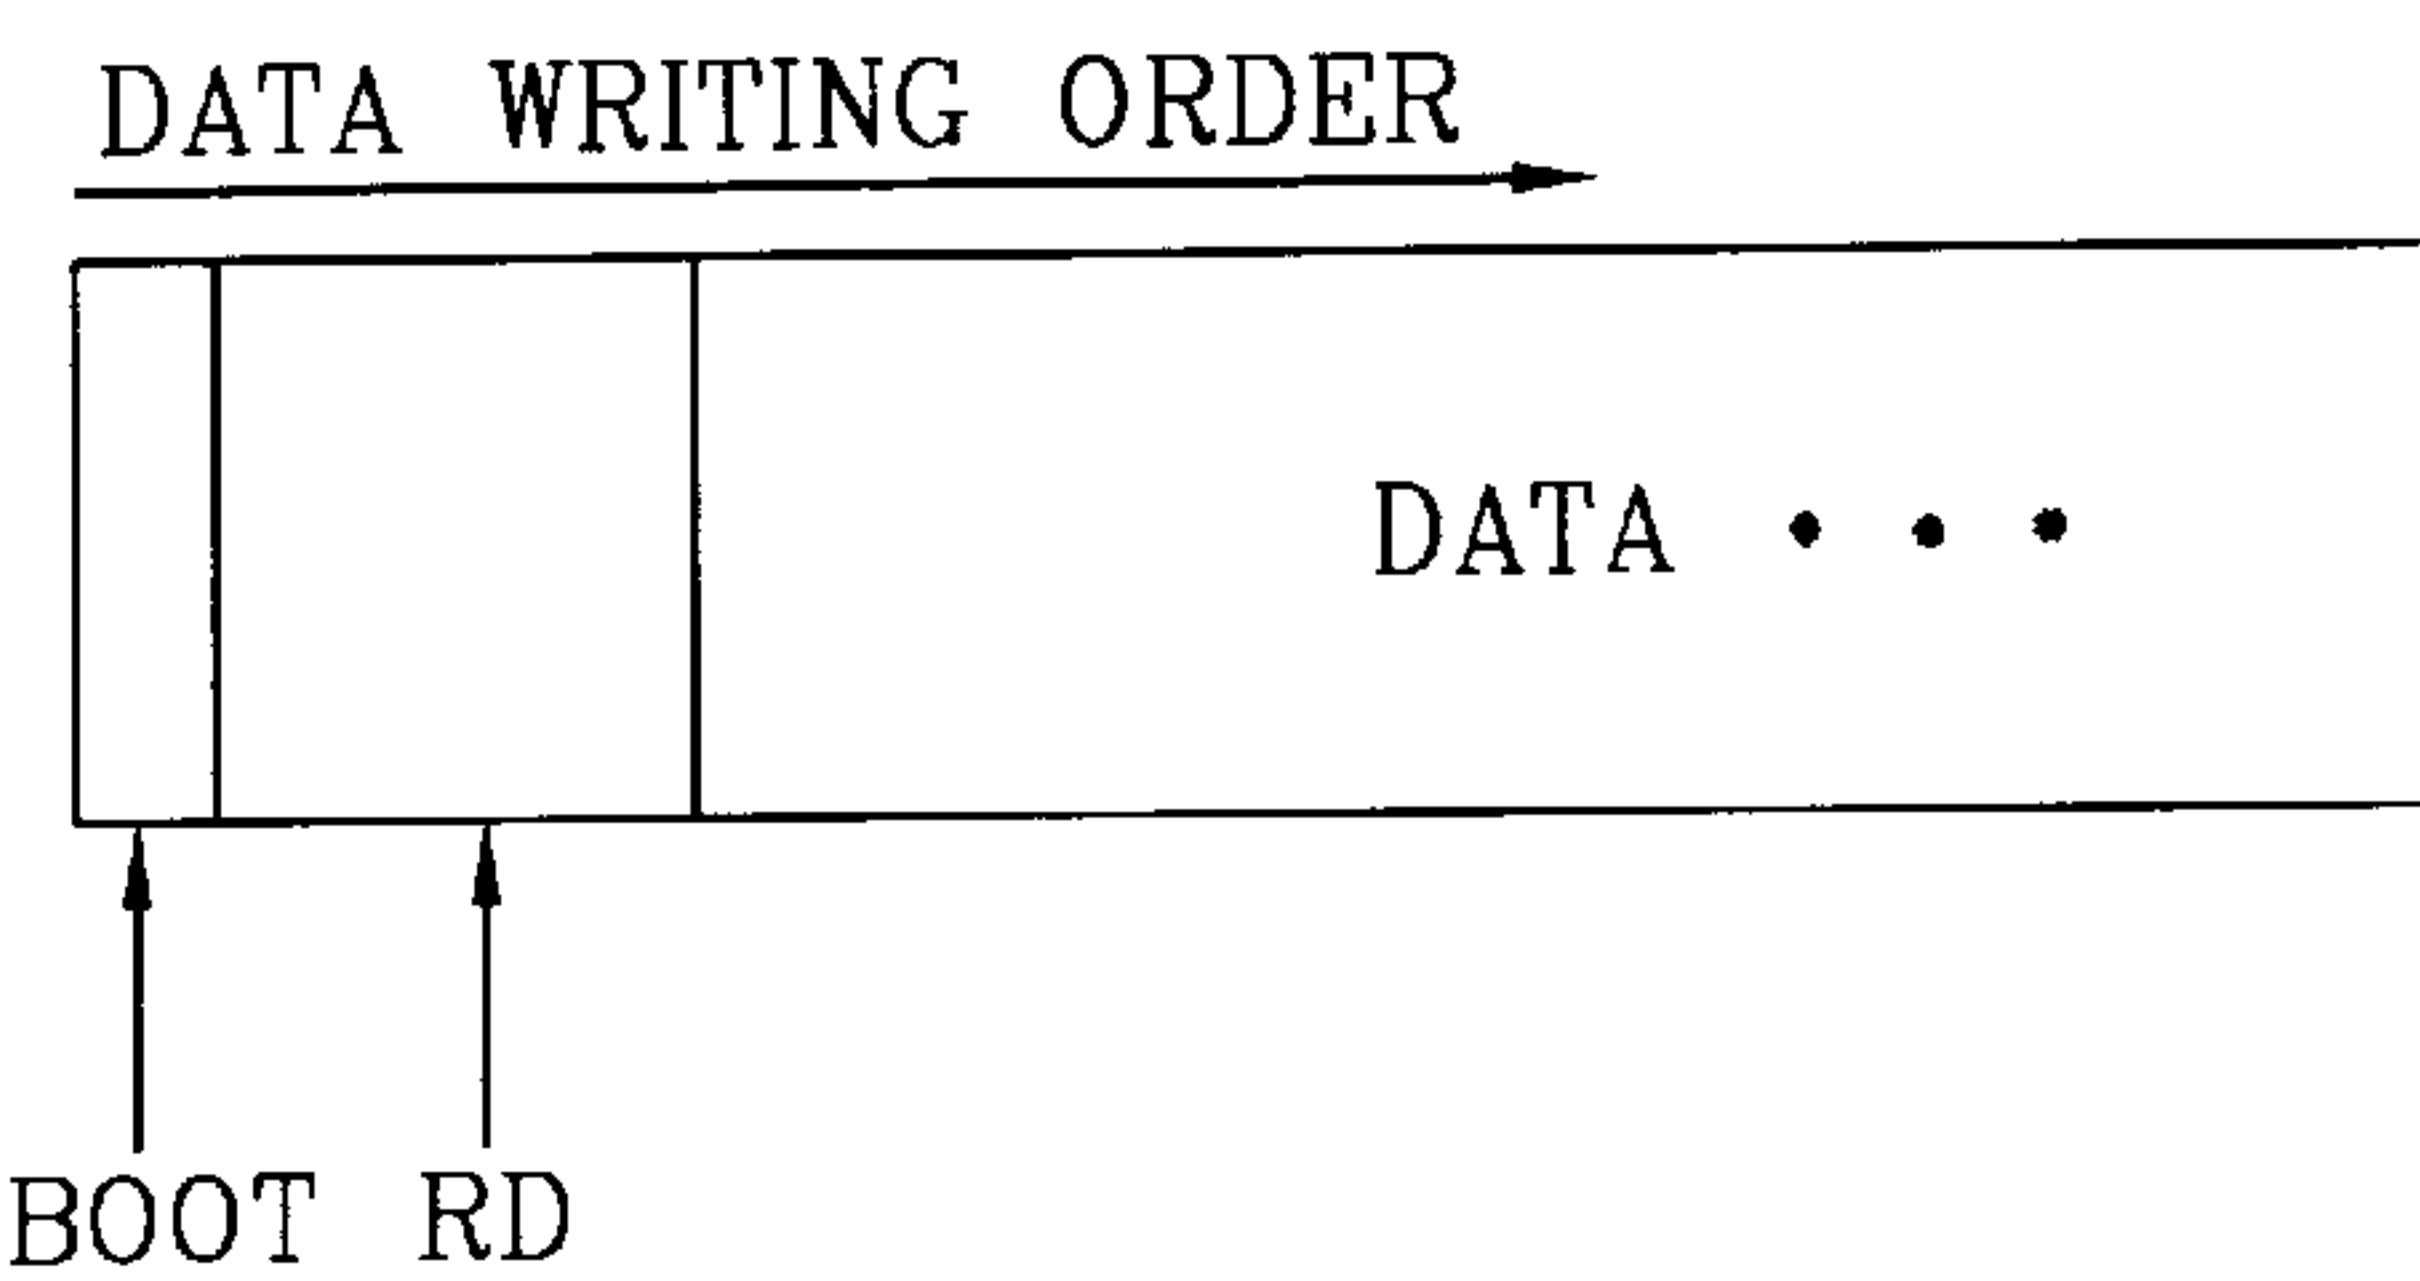 DATA WRITING ORDER
DATA • • •
BOOT RD